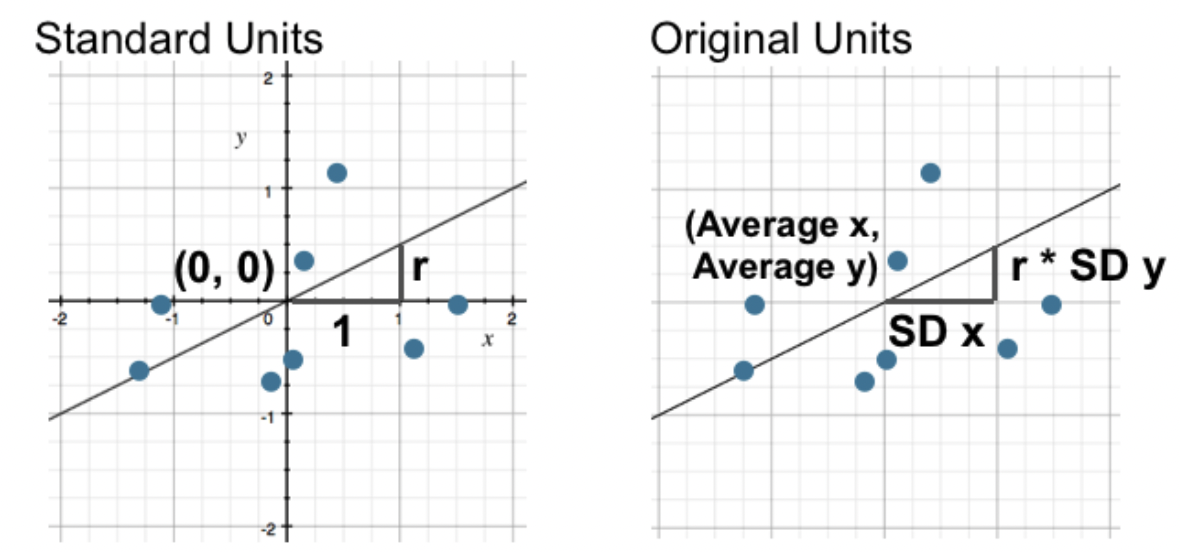 Standard Units
2
y
1
(0, 0)
r
-2
-1
0
1
1
2
x
-1
-2
Original Units
(Average x,
Average y)
r * SD y
SD x